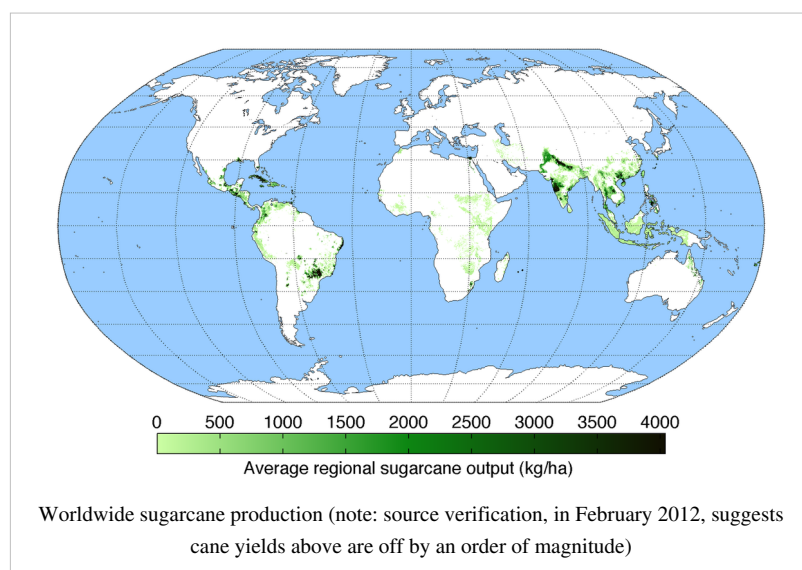 0 500 1000 1500 2000 2500 3000 3500 4000
Average regional sugarcane output (kg/ha)
Worldwide sugarcane production (note: source verification, in February 2012, suggests
cane yields above are off by an order of magnitude)